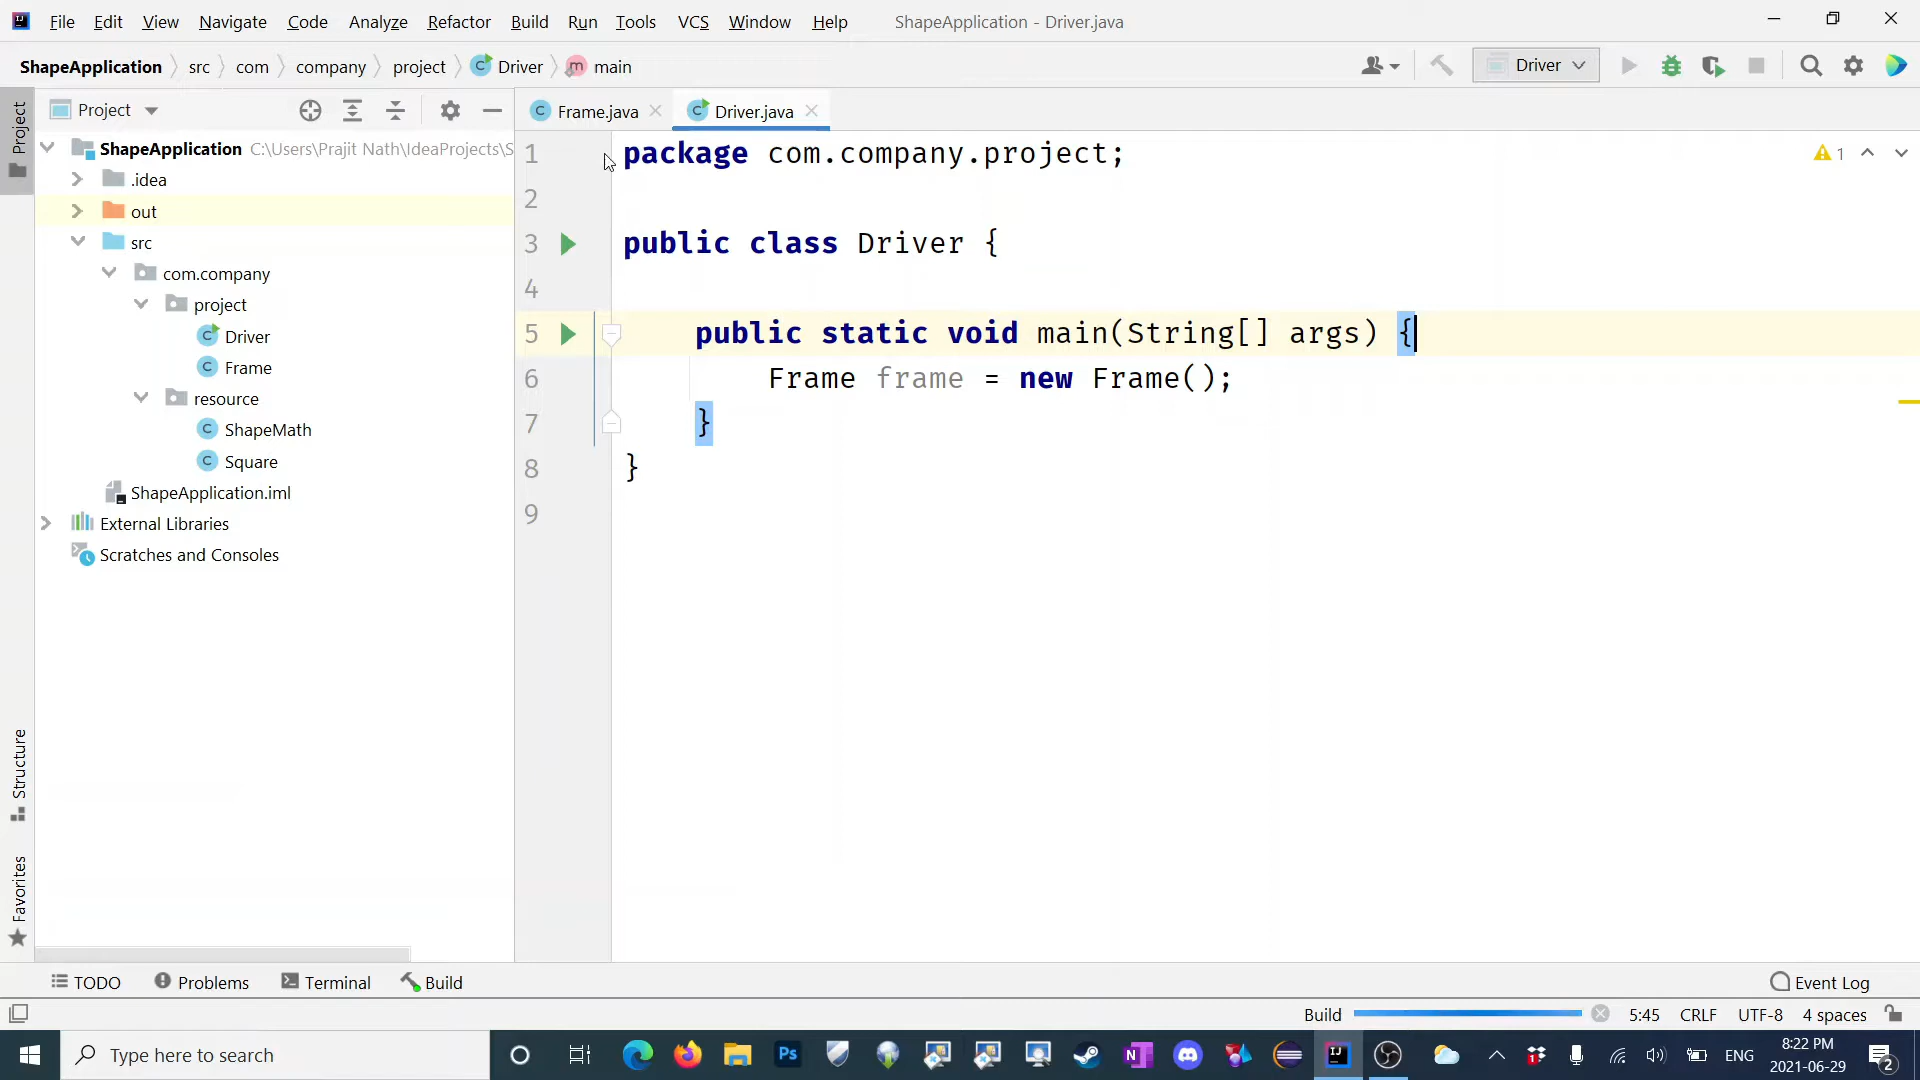 File Edit View Navigate Code Analyze Refactor Build Run Tools VCS Window Help ShapeApplication - Driver.java
ShapeApplication src com company project Driver main Driver
Project
Project
Frame.java
Driver.java
ShapeApplication C:\Users\Prajit Nath\IdeaProjects\S
.idea
out
src
com.company
project
Driver
Frame
resource
ShapeMath
Square
ShapeApplication.iml
External Libraries
Scratches and Consoles
Structure
Favorites
1 package com.company.project;
1
2
3 public class Driver {
4
5 public static void main(String[] args) {
6 Frame frame = new Frame();
7 }
8 }
9
TODO Problems Terminal Build Event Log
Build 5:45 CRLF UTF-8 4 spaces
Type here to search
ENG
8:22 PM
2021-06-29
2